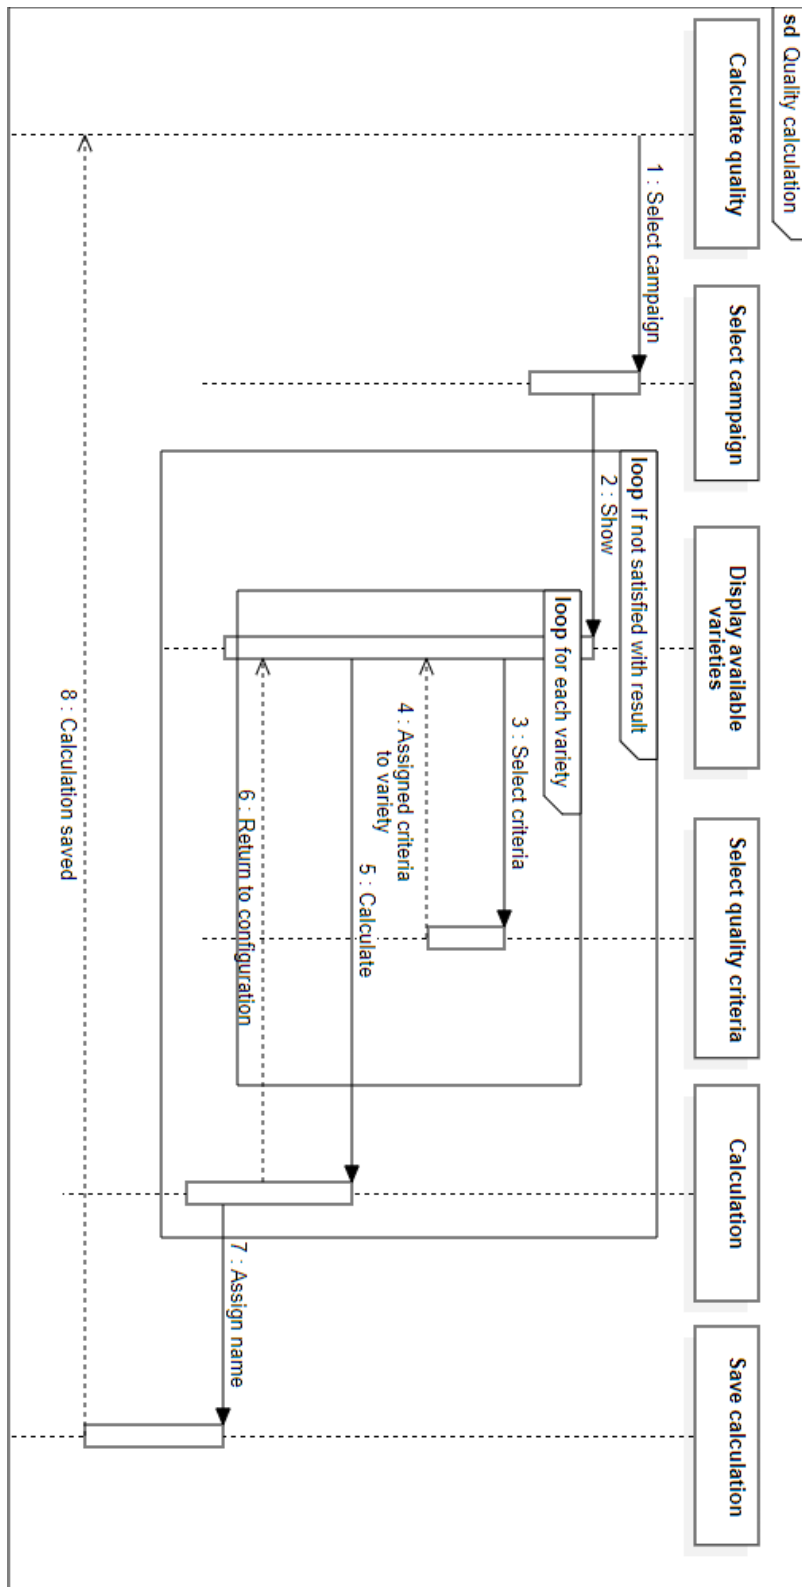 sd Quality calculation
Calculate quality
Select campaign
Display available
varieties
Select quality criteria
Calculation
Save calculation
1 : Select campaign
loop If not satisfied with result
2 : Show
loop for each variety
3 : Select criteria
4 : Assigned criteria
to variety
5 : Calculate
6 : Return to configuration
7 : Assign name
8 : Calculation saved